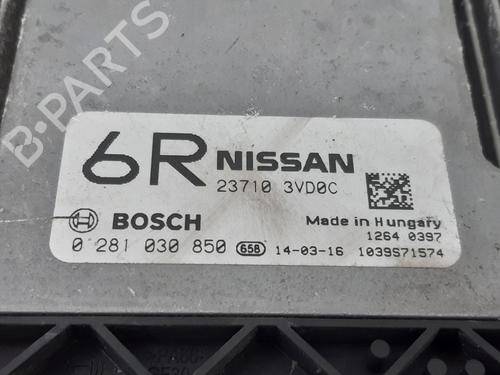 B-PARTS
6R NISSAN
23710 3VD0C
BOSCH
Made in Hungary
1264 0397
0 281 030 850 658 14-03-16 1039S71574